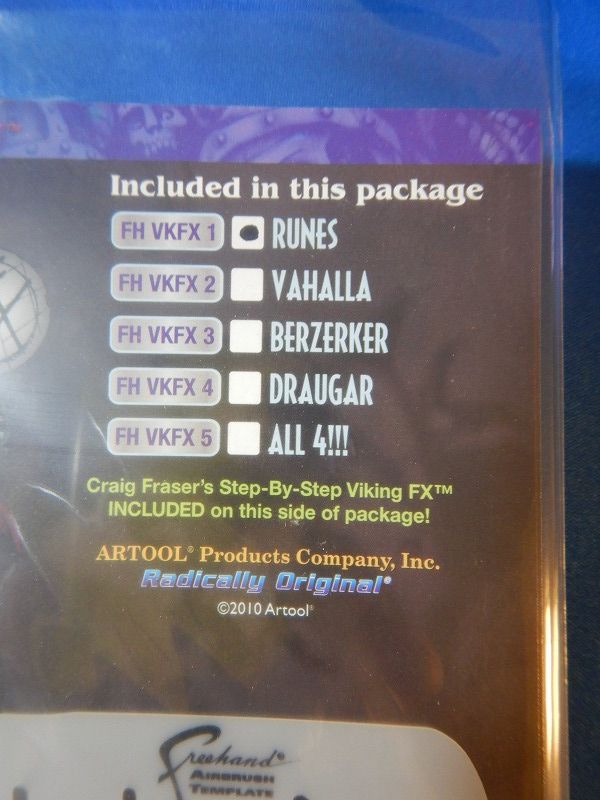 Included in this package
FH VKFX 1 RUNES
FH VKFX 2 VAHALLA
FH VKFX 3 BERZERKER
FH VKFX 4 DRAUGAR
FH VKFX 5 ALL 4!!!
Craig Fraser's Step-By-Step Viking FX™
INCLUDED on this side of package!
ARTOOL® Products Company, Inc.
Radically Original®
©2010 Artool®
Freehand®
AIRBRUSH
TEMPLATE